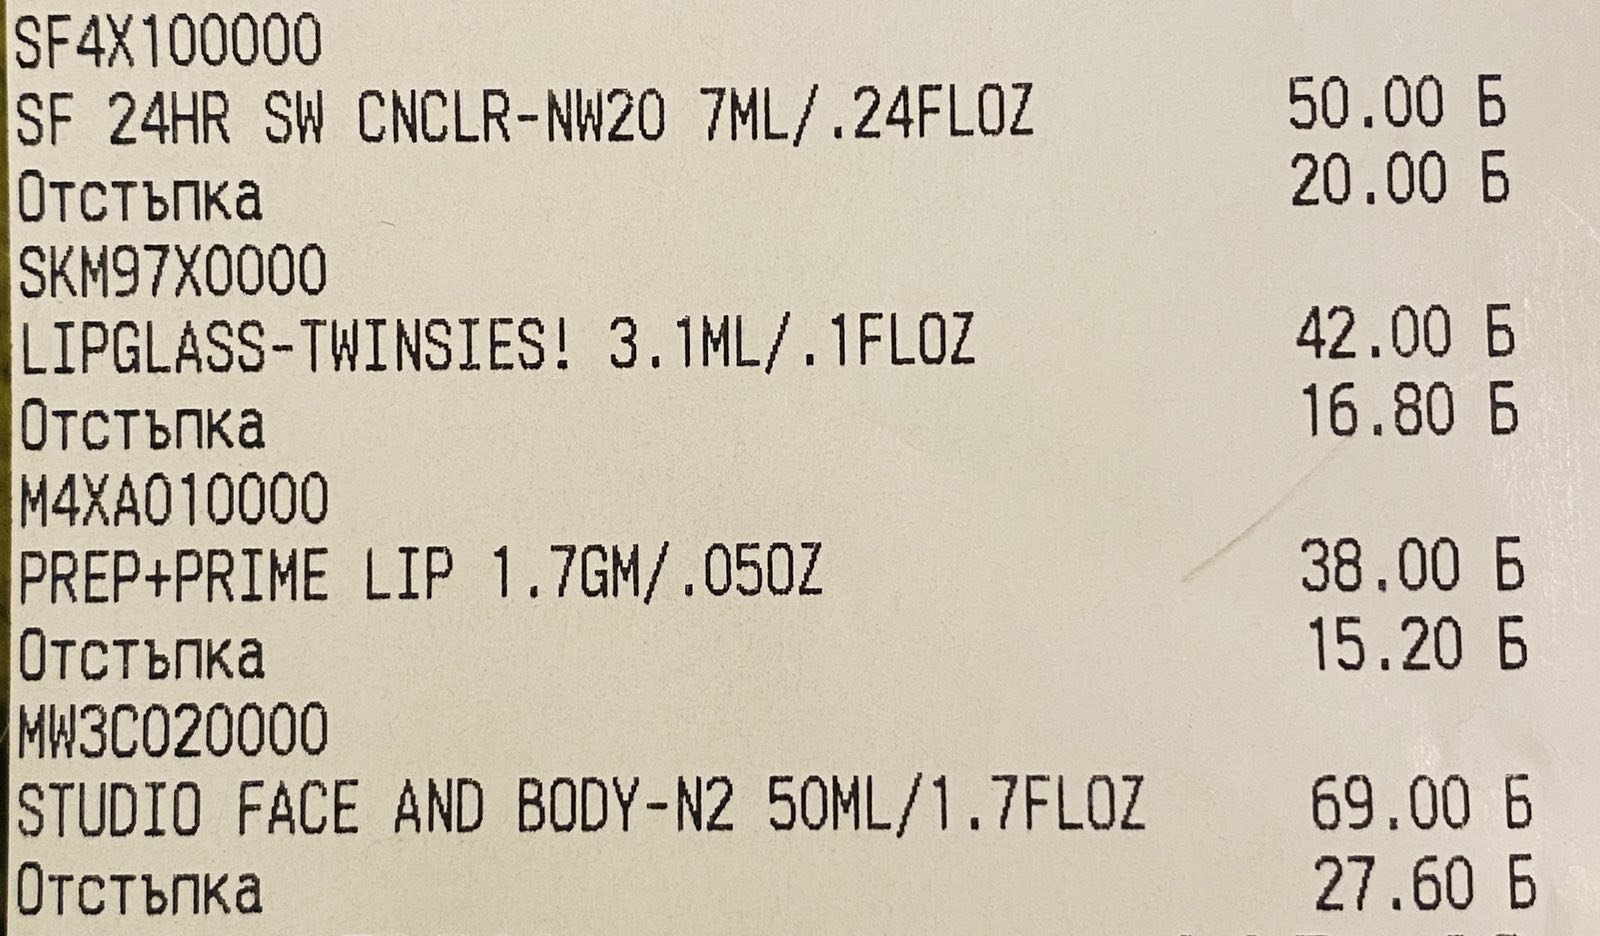 SF4X100000
SF 24HR SW CNCLR-NW20 7ML/.24FLOZ 50.00 Б
Отстъпка 20.00 Б
SKM97X0000
LIPGLASS-TWINSIES! 3.1ML/.1FLOZ 42.00 Б
Отстъпка 16.80 Б
M4XA010000
PREP+PRIME LIP 1.7GM/.05OZ 38.00 Б
Отстъпка 15.20 Б
MW3C020000
STUDIO FACE AND BODY-N2 50ML/1.7FLOZ 69.00 Б
Отстъпка 27.60 Б